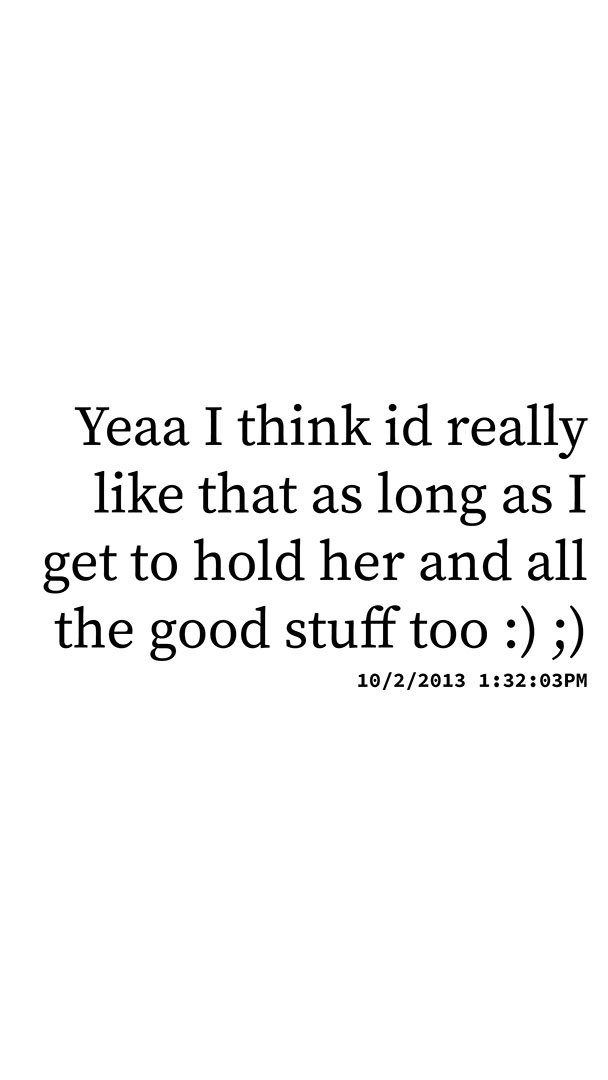 Yeaa I think id really
like that as long as I
get to hold her and all
the good stuff too :) ;)
10/2/2013 1:32:03PM